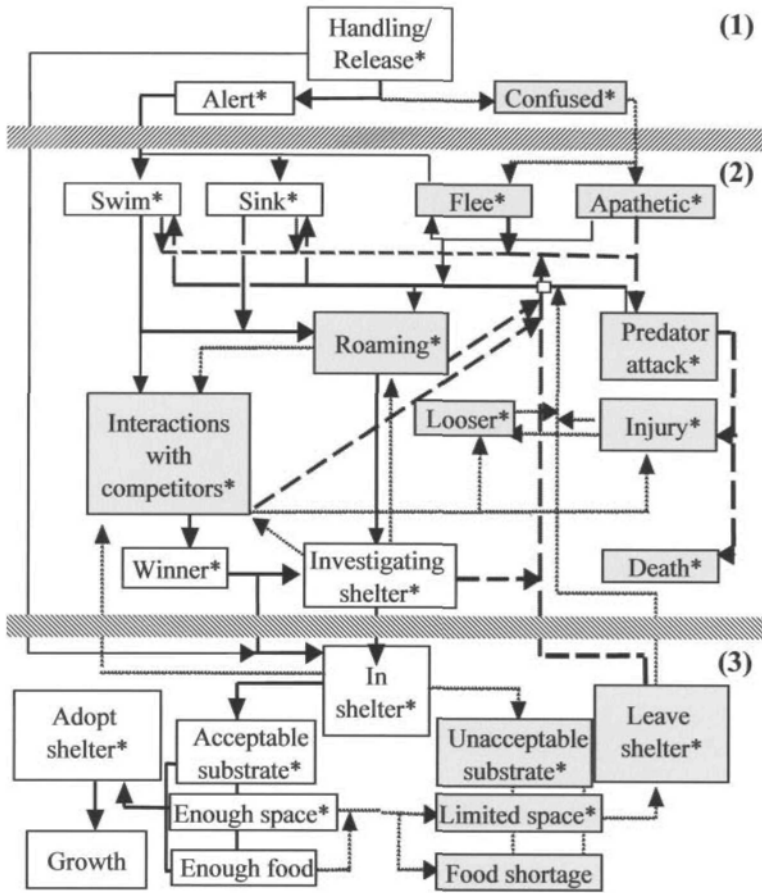 (1)
Handling/
Release*
Alert*
Confused*
(2)
Swim*
Sink*
Flee*
Apathetic*
Roaming*
Predator
attack*
Interactions
with
competitors*
Looser*
Injury*
Winner*
Investigating
shelter*
Death*
(3)
In
shelter*
Adopt
shelter*
Acceptable
substrate*
Unacceptable
substrate*
Leave
shelter*
Enough space*
Limited space*
Growth
Enough food
Food shortage